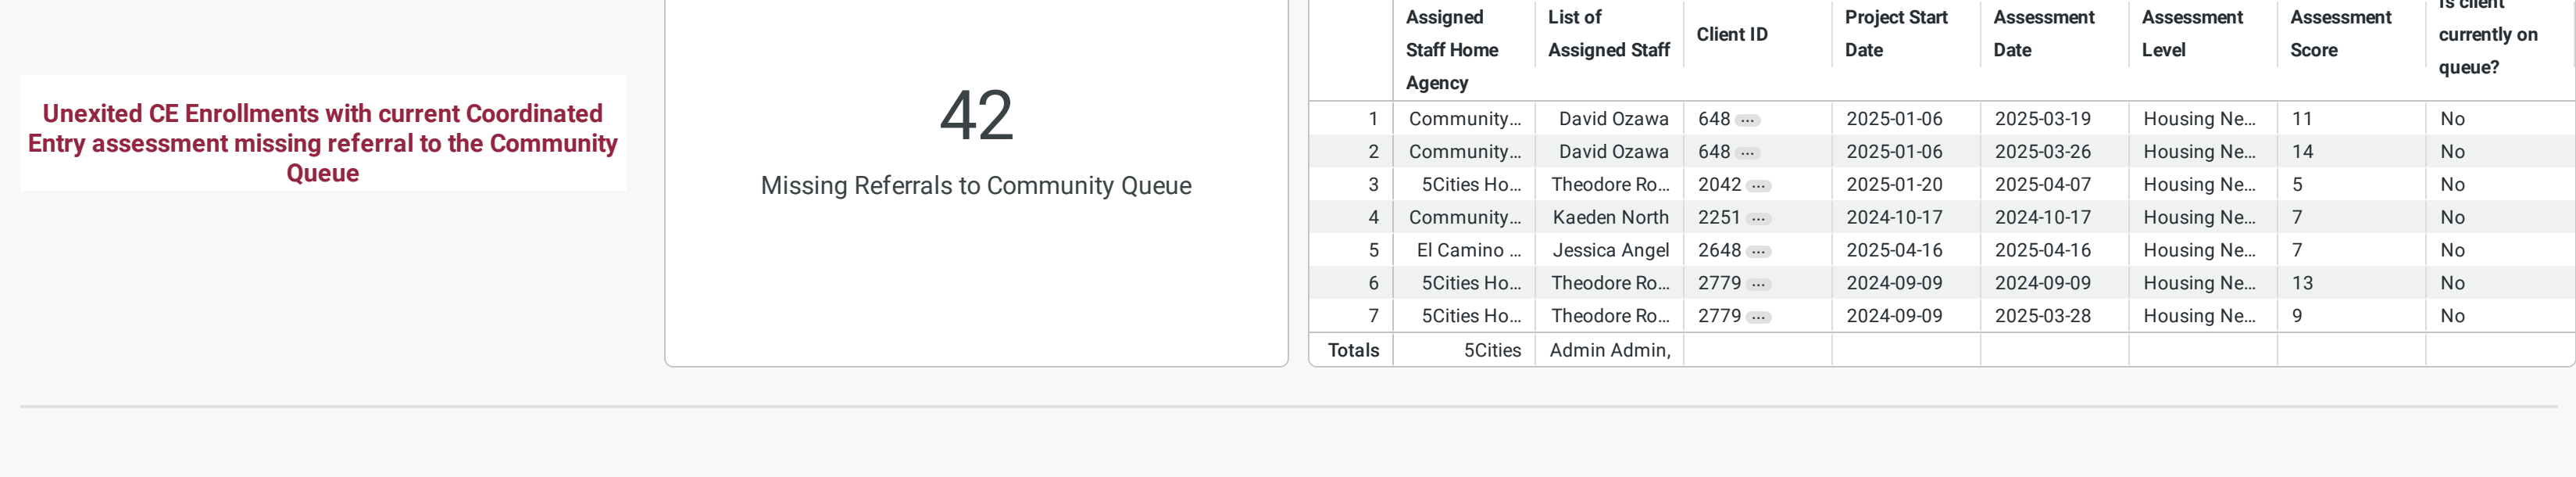 Unexited CE Enrollments with current Coordinated
Entry assessment missing referral to the Community
Queue
42
Missing Referrals to Community Queue
Assigned Staff Home Agency List of Assigned Staff Client ID Project Start Date Assessment Date Assessment Level Assessment Score Is client currently on queue?
1 Community... David Ozawa 648 ... 2025-01-06 2025-03-19 Housing Ne... 11 No
2 Community... David Ozawa 648 ... 2025-01-06 2025-03-26 Housing Ne... 14 No
3 5Cities Ho... Theodore Ro... 2042 ... 2025-01-20 2025-04-07 Housing Ne... 5 No
4 Community... Kaeden North 2251 ... 2024-10-17 2024-10-17 Housing Ne... 7 No
5 El Camino ... Jessica Angel 2648 ... 2025-04-16 2025-04-16 Housing Ne... 7 No
6 5Cities Ho... Theodore Ro... 2779 ... 2024-09-09 2024-09-09 Housing Ne... 13 No
7 5Cities Ho... Theodore Ro... 2779 ... 2024-09-09 2025-03-28 Housing Ne... 9 No
Totals 5Cities Admin Admin,